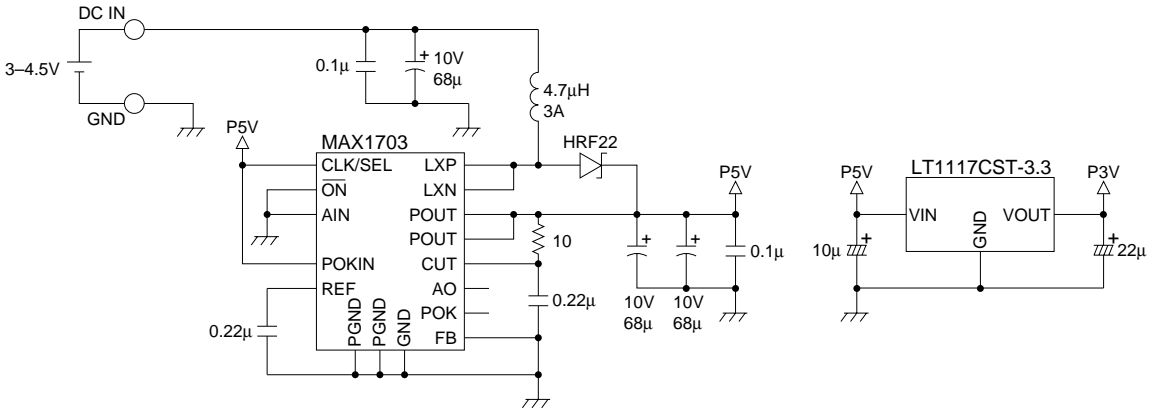 DC IN
3–4.5V
GND
0.1μ
+ 10V
68μ
4.7μH
3A
P5V
MAX1703
HRF22
CLK/SEL
LXP
ON
LXN
AIN
POUT
POUT
POKIN
CUT
REF
AO
POK
FB
PGND
PGND
GND
0.22μ
10
0.22μ
P5V
+
+
10V
68μ
10V
68μ
0.1μ
LT1117CST-3.3
P5V
P3V
VIN
GND
VOUT
10μ
+
+
22μ